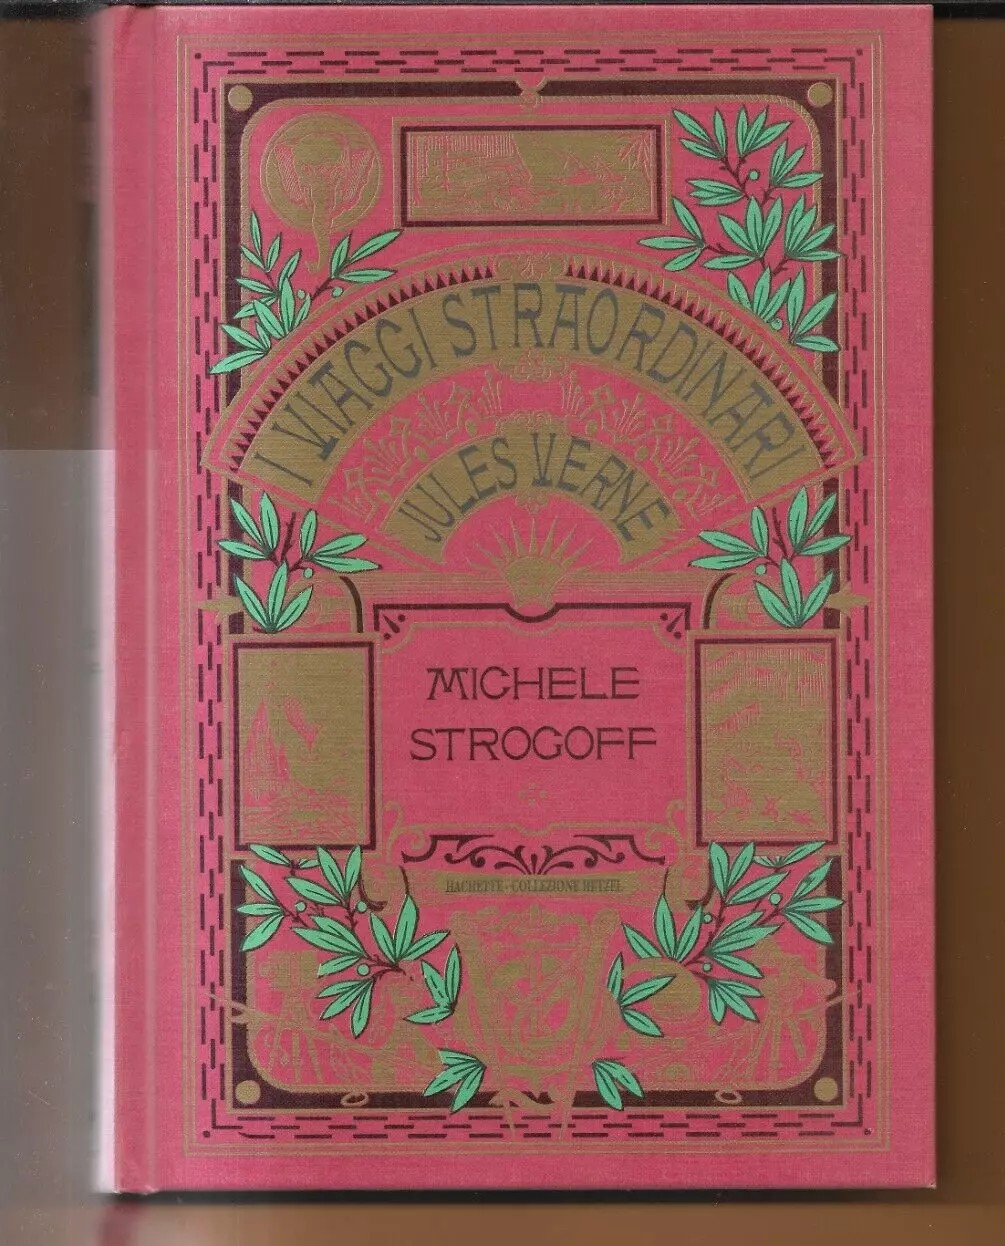 I VIAGGI STRAORDINARI
JULES VERNE
MICHELE
STROGOFF
HACHETTE - COLLEZIONE HETZEL